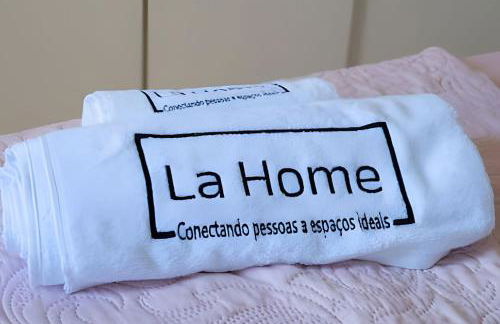 Conectando pessoas a espaços ideais
La Home
Conectando pessoas a espaços ideais